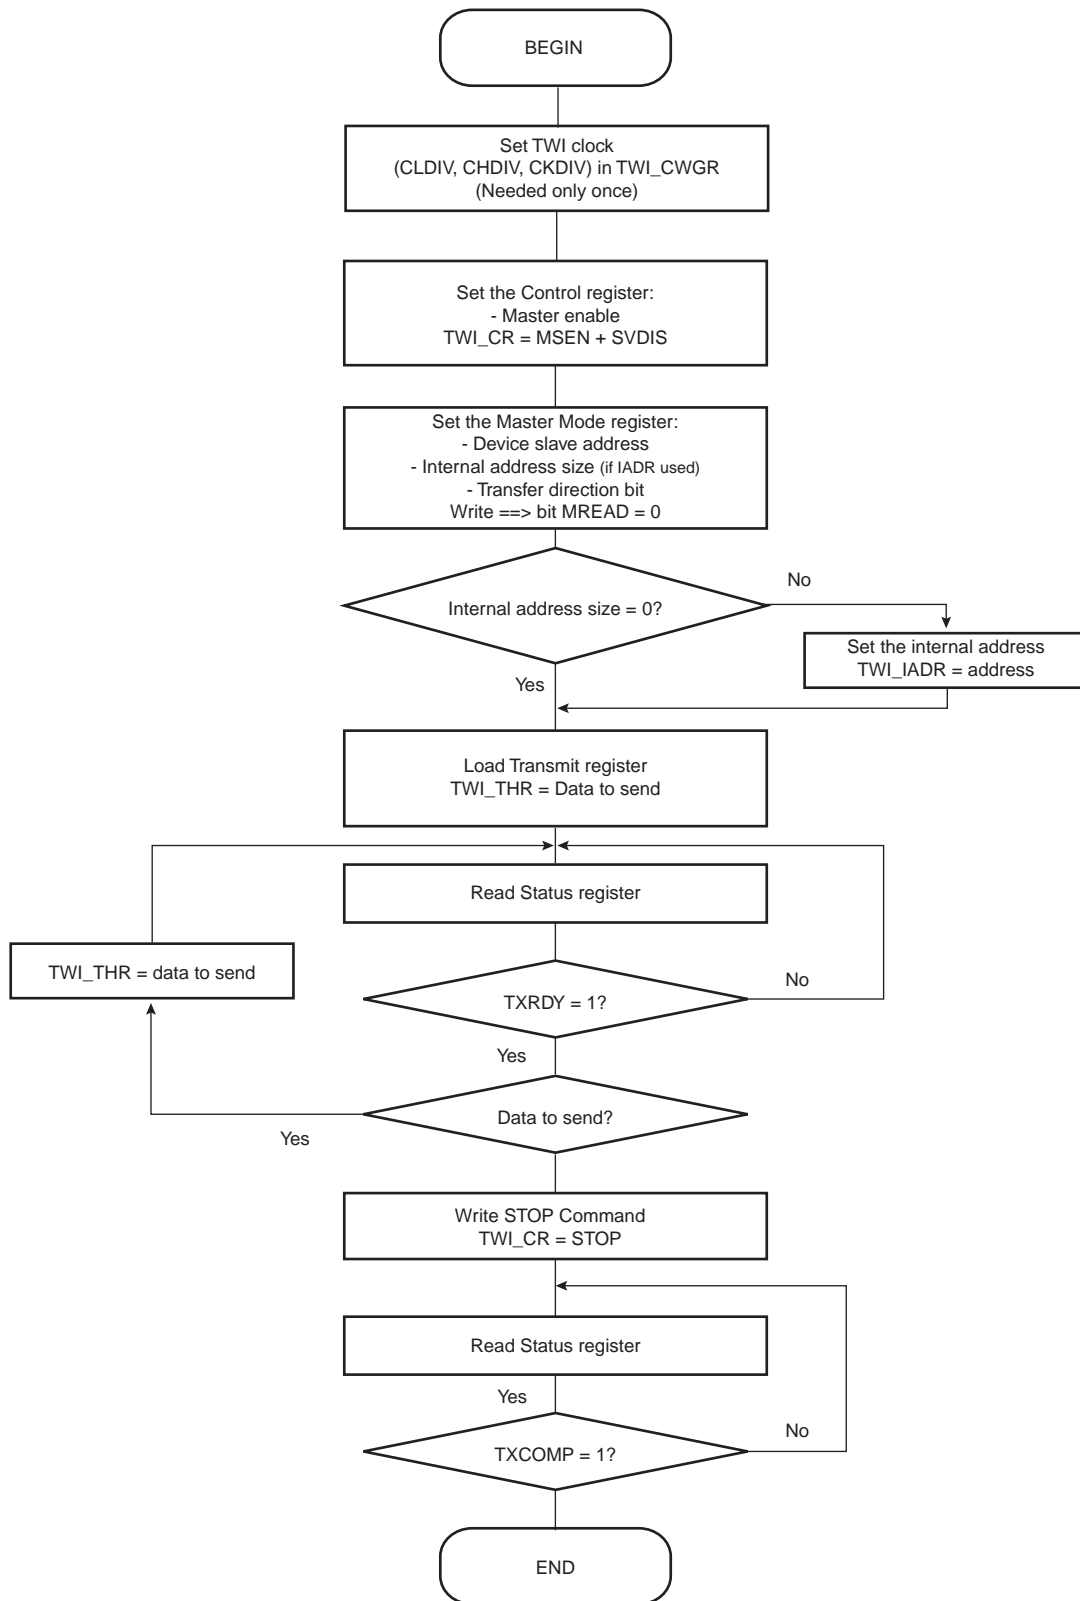 BEGIN
Set TWI clock
(CLDIV, CHDIV, CKDIV) in TWI_CWGR
(Needed only once)
Set the Control register:
- Master enable
TWI_CR = MSEN + SVDIS
Set the Master Mode register:
- Device slave address
- Internal address size (if IADR used)
- Transfer direction bit
Write ==> bit MREAD = 0
No
Internal address size = 0?
Set the internal address
TWI_IADR = address
Yes
Load Transmit register
TWI_THR = Data to send
Read Status register
TWI_THR = data to send
No
TXRDY = 1?
Yes
Data to send?
Yes
Write STOP Command
TWI_CR = STOP
Read Status register
Yes
No
TXCOMP = 1?
END